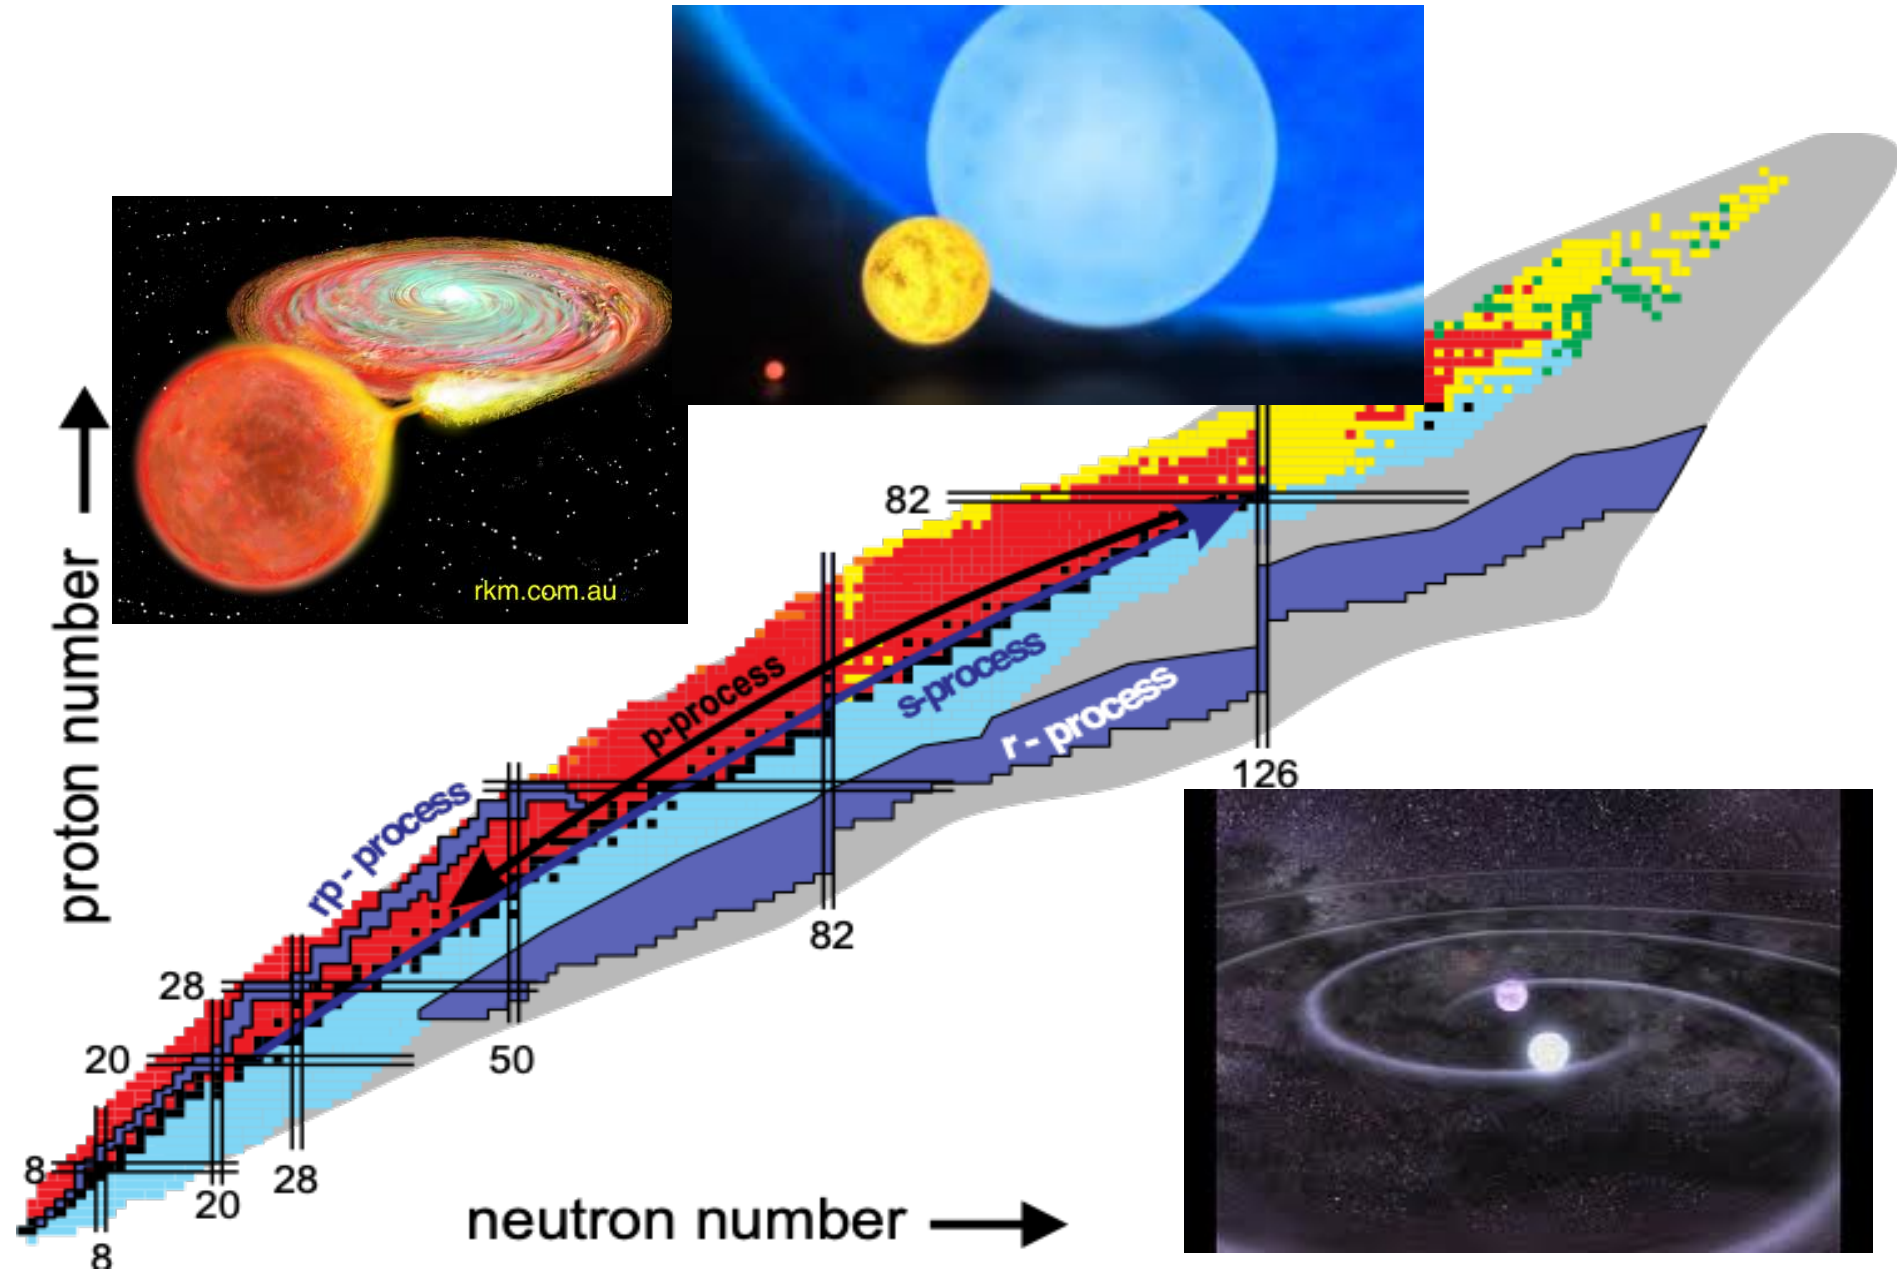 rkm.com.au
proton number
82
p-process
s-process
r - process
rp - process
126
82
28
20
50
8
28
20
8
neutron number